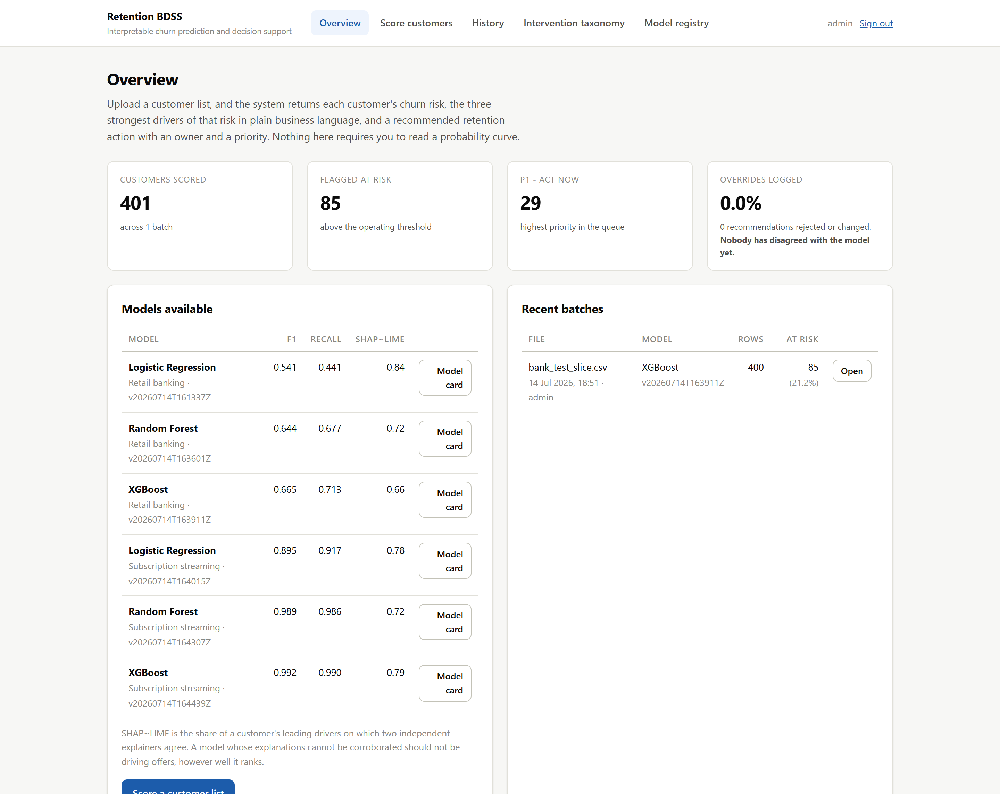 Retention BDSS
Interpretable churn prediction and decision support
Overview
Score customers
History
Intervention taxonomy
Model registry
admin
Sign out
Overview
Upload a customer list, and the system returns each customer's churn risk, the three
strongest drivers of that risk in plain business language, and a recommended retention
action with an owner and a priority. Nothing here requires you to read a probability curve.
CUSTOMERS SCORED
401
across 1 batch
FLAGGED AT RISK
85
above the operating threshold
P1 - ACT NOW
29
highest priority in the queue
OVERRIDES LOGGED
0.0%
0 recommendations rejected or changed.
Nobody has disagreed with the model
yet.
Models available
MODEL F1 RECALL SHAP~LIME
Logistic Regression 0.541 0.441 0.84 Model
Retail banking · card
v20260714T161337Z
Random Forest 0.644 0.677 0.72 Model
Retail banking · card
v20260714T163601Z
XGBoost 0.665 0.713 0.66 Model
Retail banking · card
v20260714T163911Z
Logistic Regression 0.895 0.917 0.78 Model
Subscription streaming · card
v20260714T164015Z
Random Forest 0.989 0.986 0.72 Model
Subscription streaming · card
v20260714T164307Z
XGBoost 0.992 0.990 0.79 Model
Subscription streaming · card
v20260714T164439Z
SHAP~LIME is the share of a customer's leading drivers on which two independent
explainers agree. A model whose explanations cannot be corroborated should not be
driving offers, however well it ranks.
Score a customer list
Recent batches
FILE MODEL ROWS AT RISK
bank_test_slice.csv XGBoost 400 85 Open
14 Jul 2026, 18:51 · v20260714T163911Z (21.2%)
admin